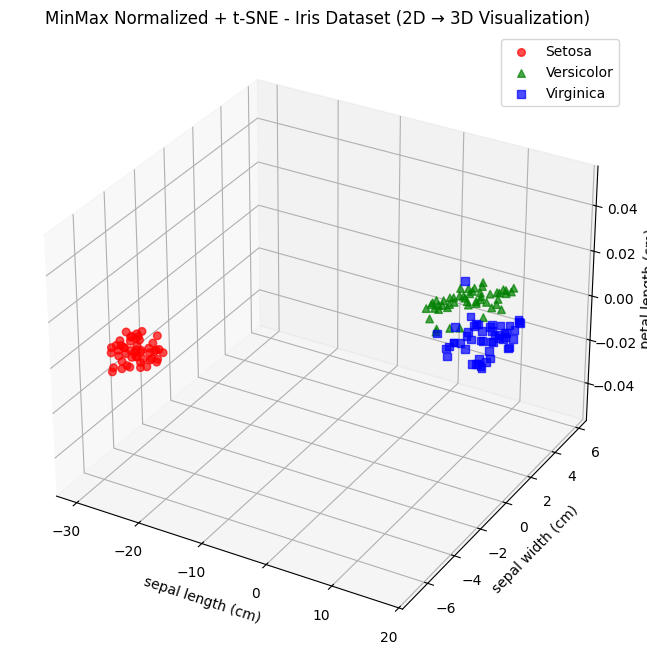 MinMax Normalized + t-SNE - Iris Dataset (2D → 3D Visualization)
Setosa
Versicolor
Virginica
0.04
0.02
0.00
−0.02
−0.04
petal length (cm)
6
4
2
0
−2
−4
−6
sepal width (cm)
−30
−20
−10
0
10
20
sepal length (cm)